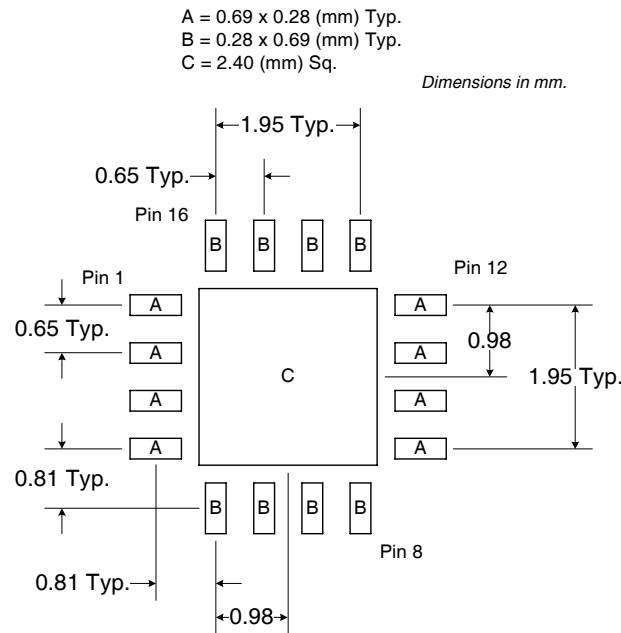 A = 0.69 x 0.28 (mm) Typ.
B = 0.28 x 0.69 (mm) Typ.
C = 2.40 (mm) Sq.
Dimensions in mm.
1.95 Typ.
0.65 Typ.
Pin 16
B B B B
Pin 12
Pin 1
A A
0.65 Typ.
0.98
A A
C
1.95 Typ.
A A
A A
0.81 Typ.
B B B B
Pin 8
0.81 Typ.
0.98